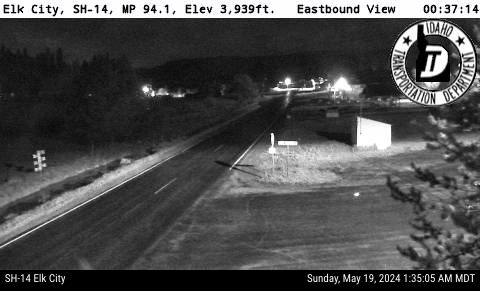 Elk City, SH-14, MP 94.1, Elev 3,939ft. Eastbound View 00:37:14
IDAHO
TRANSPORTATION DEPARTMENT
SH-14 Elk City Sunday, May 19, 2024 1:35:05 AM MDT